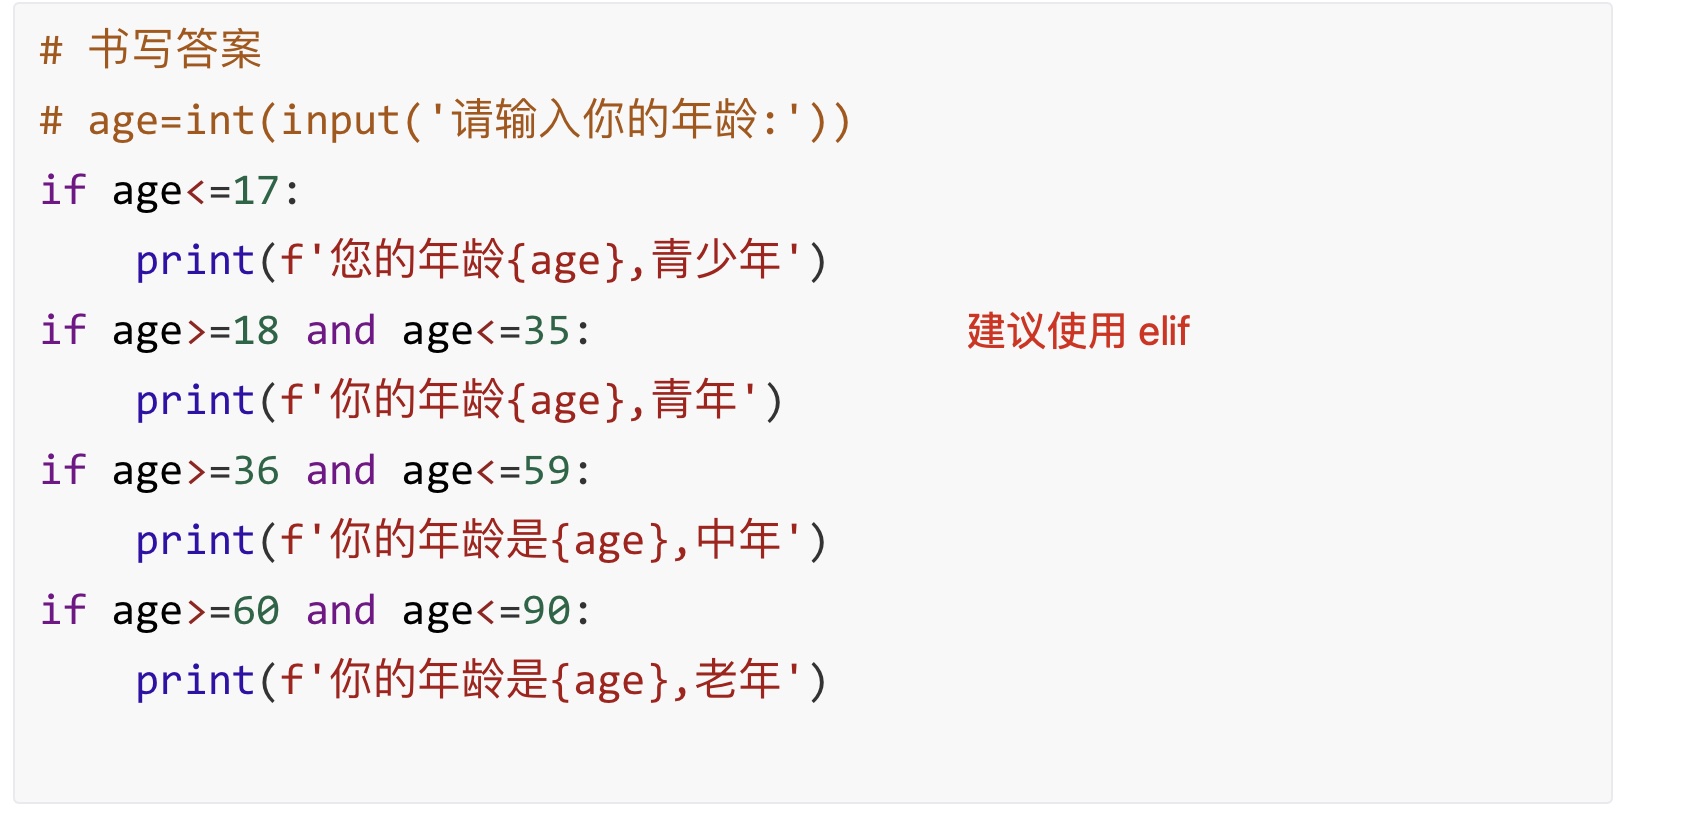 # 书写答案
# age=int(input('请输入你的年龄:'))
if age<=17:
    print(f'您的年龄{age},青少年')
if age>=18 and age<=35:    建议使用 elif
    print(f'你的年龄{age},青年')
if age>=36 and age<=59:
    print(f'你的年龄是{age},中年')
if age>=60 and age<=90:
    print(f'你的年龄是{age},老年')